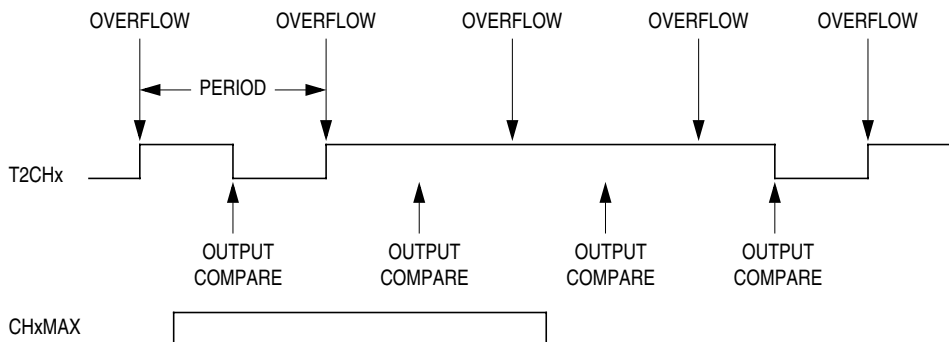 OVERFLOW OVERFLOW OVERFLOW OVERFLOW OVERFLOW
PERIOD
T2CHx
OUTPUT OUTPUT OUTPUT OUTPUT
COMPARE COMPARE COMPARE COMPARE
CHxMAX